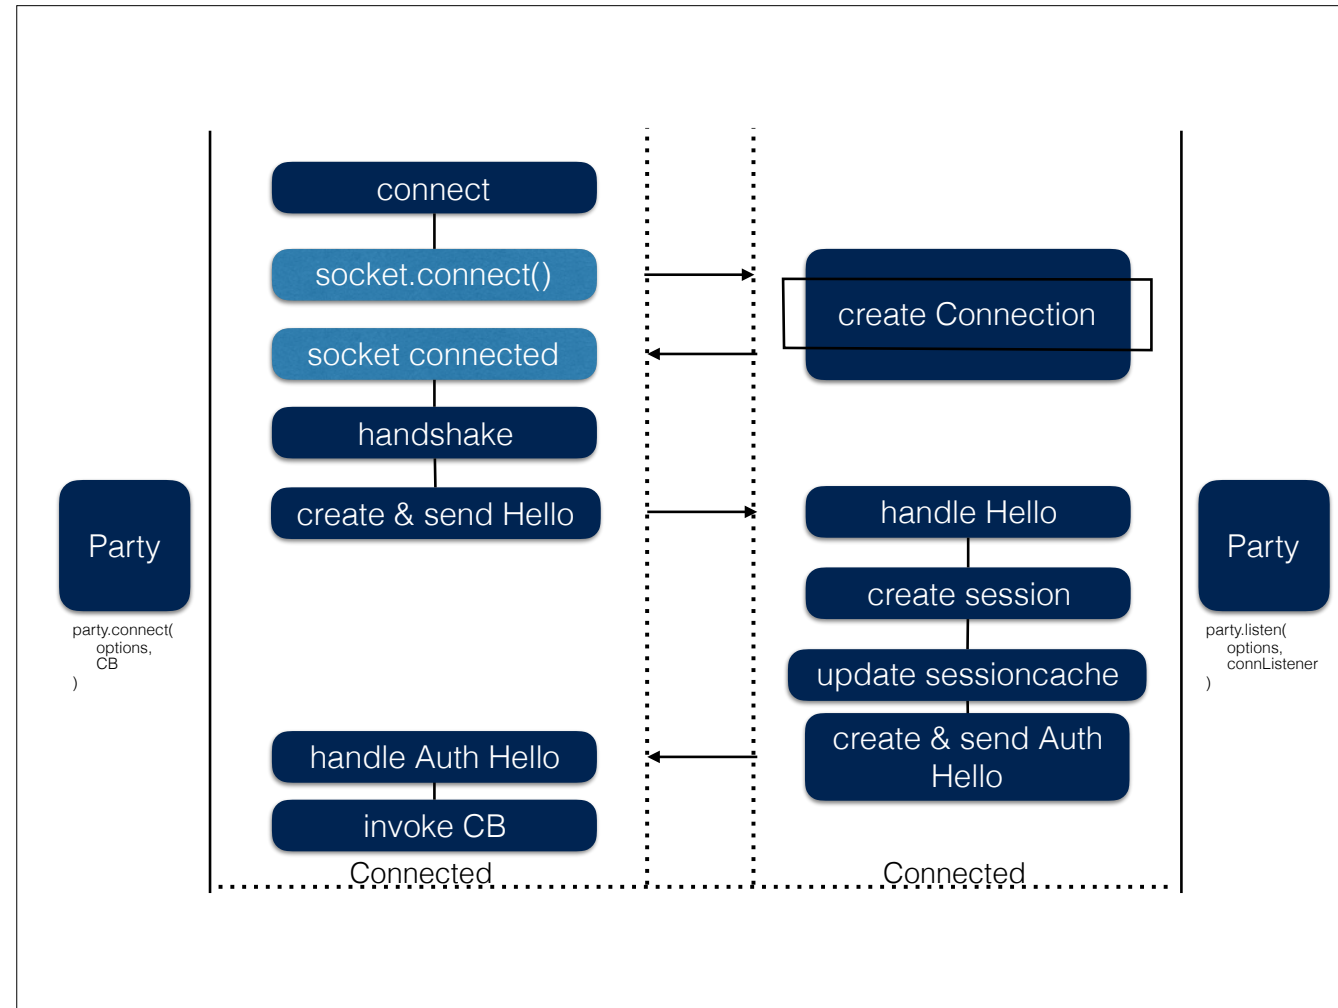 connect
socket.connect()
create Connection
socket connected
handshake
create & send Hello
handle Hello
Party
Party
party.connect(
options,
CB
)
party.listen(
options,
connListener
)
create session
update sessioncache
create & send Auth
Hello
handle Auth Hello
invoke CB
Connected
Connected